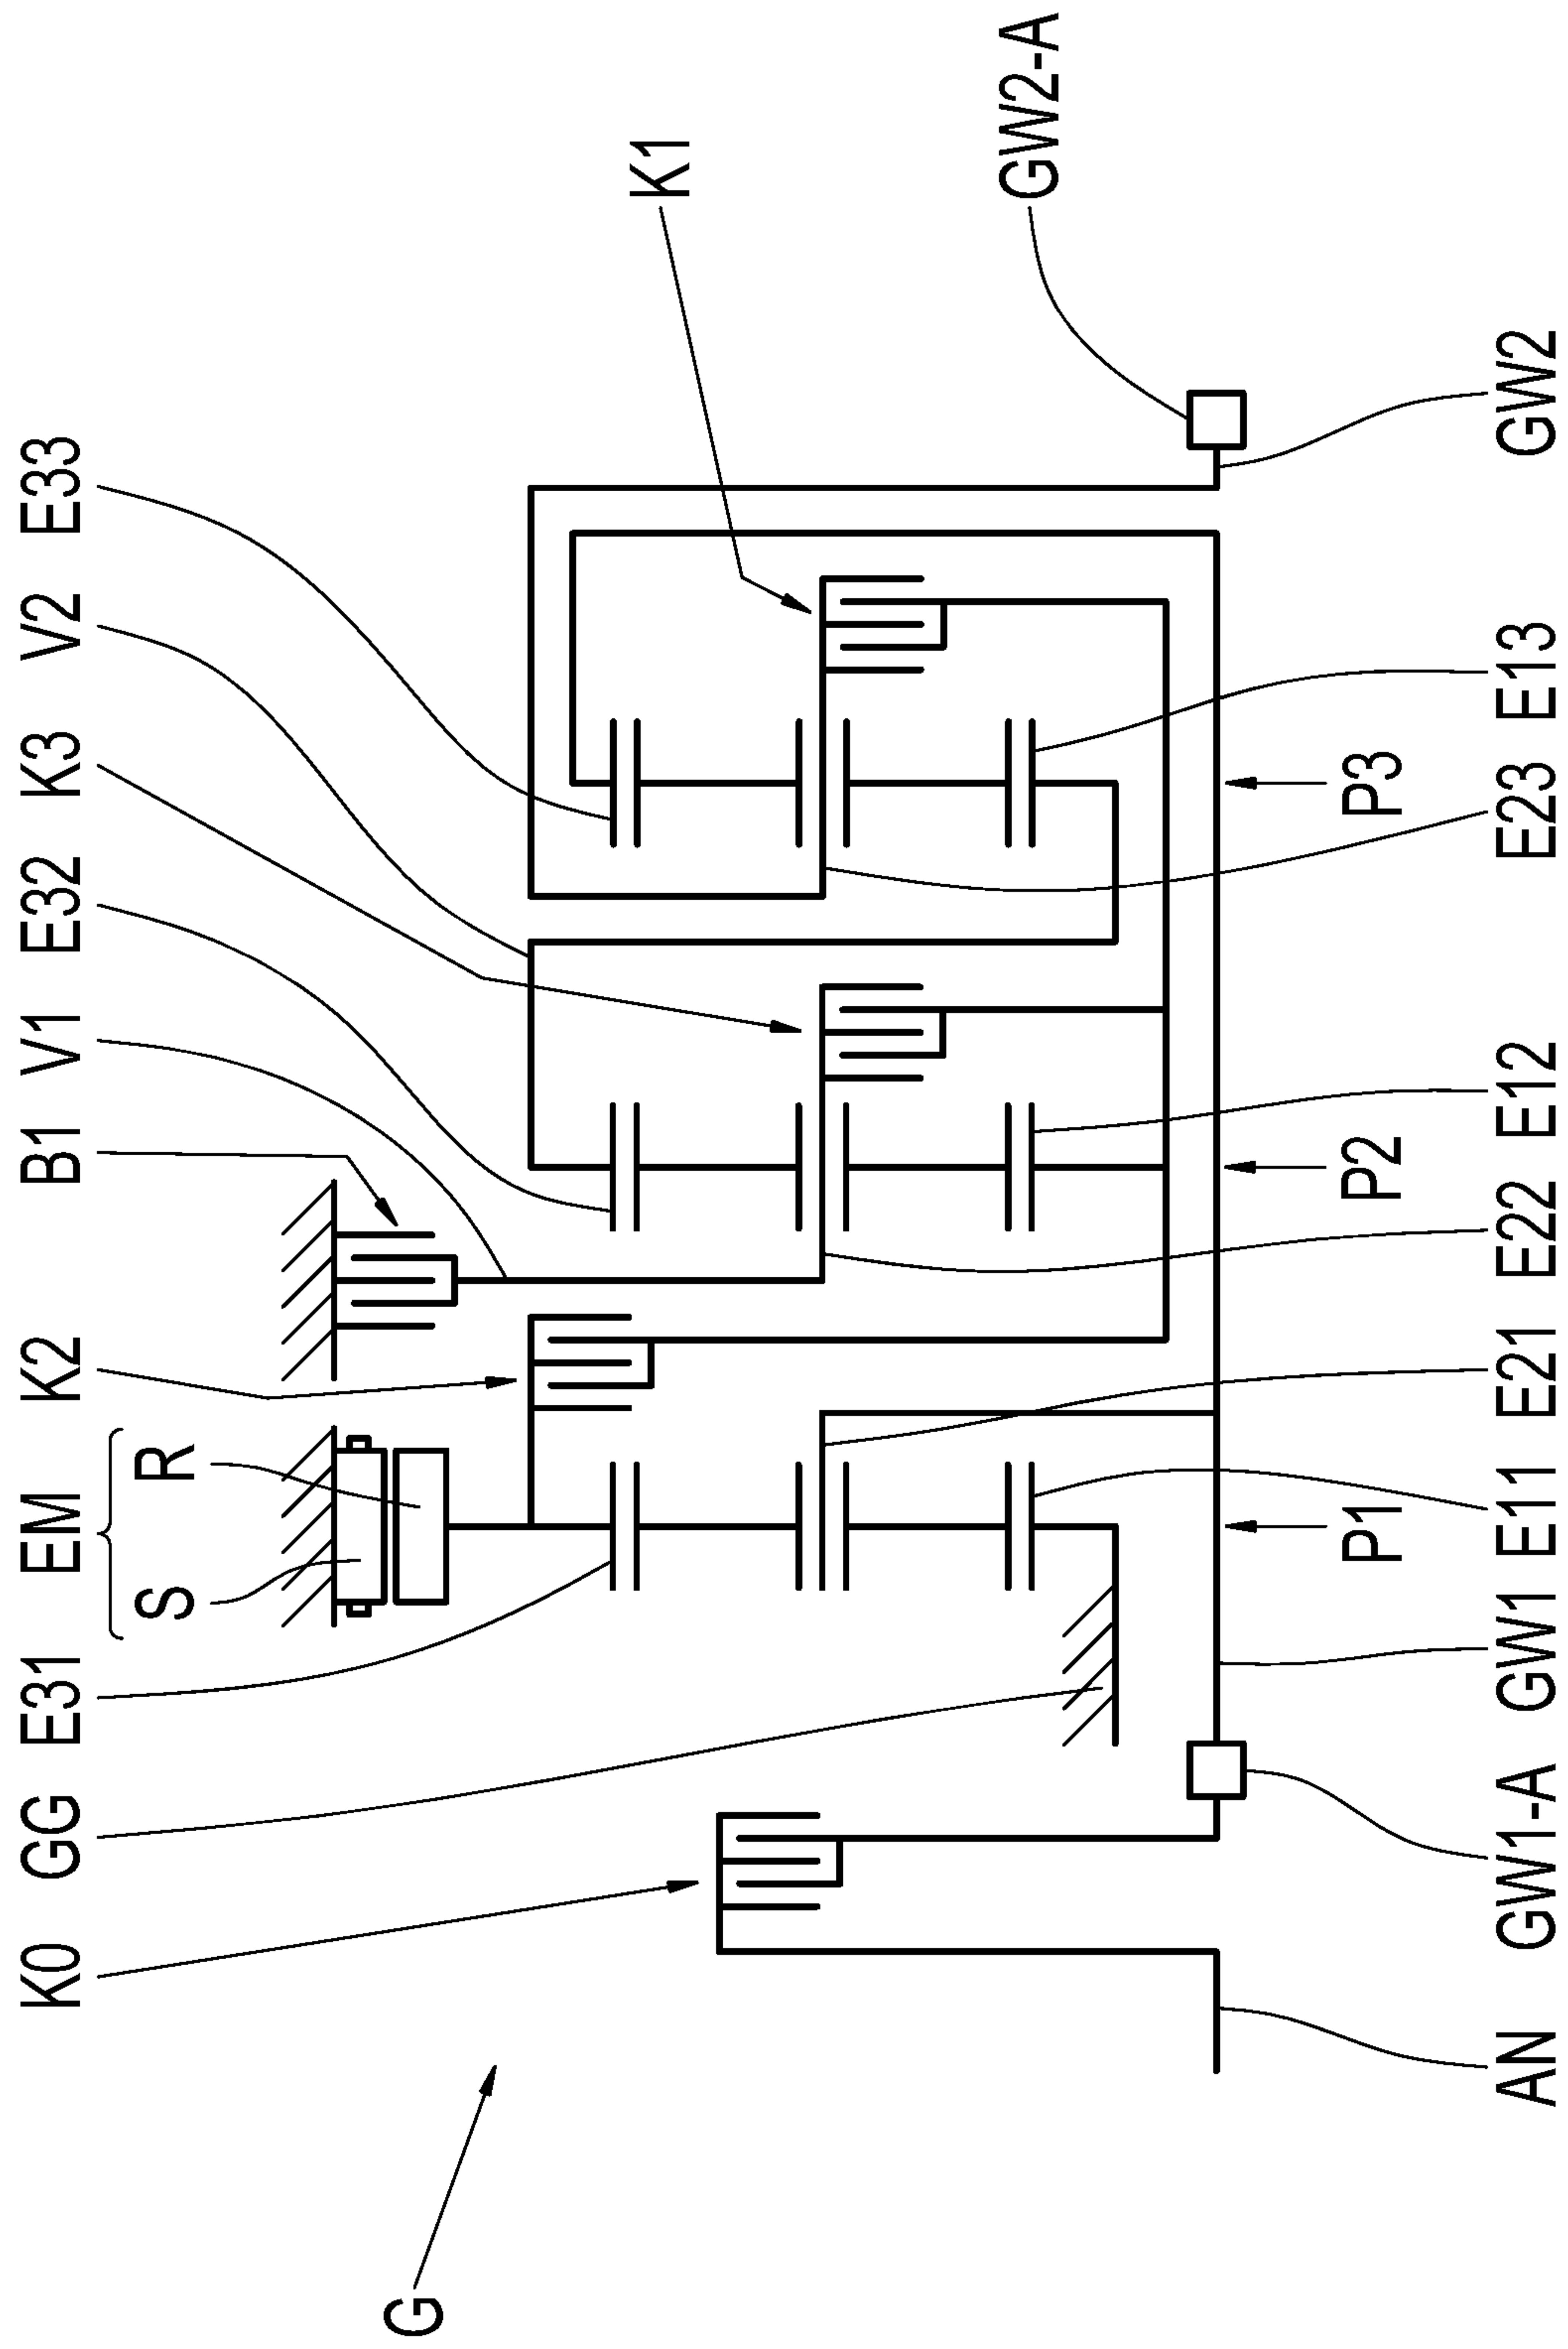 G
K0 GG E31 EM K2 B1 V1 E32 K3 V2 E33
S R
K1
GW2-A
P1 P2 P3
AN GW1-A GW1 E11 E21 E22 E12 E23 E13 GW2